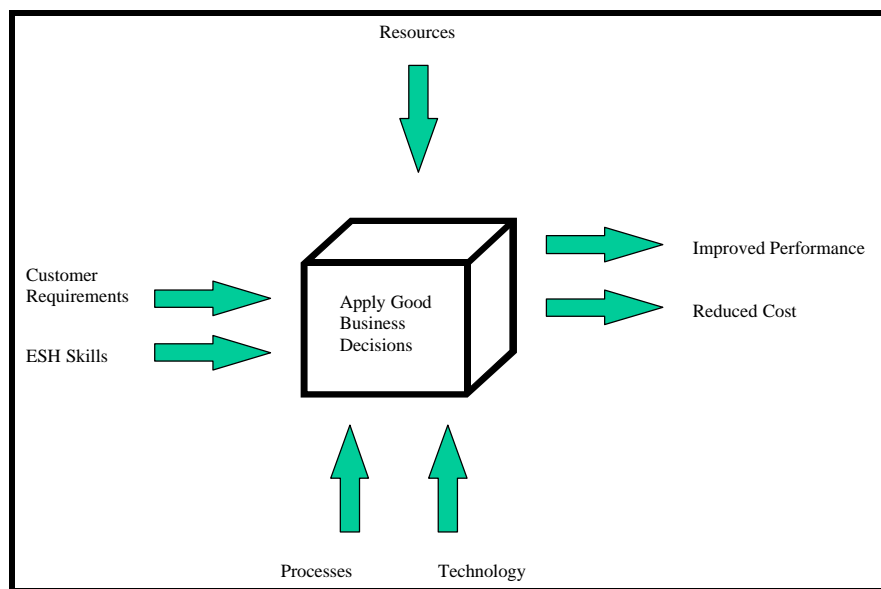 Resources
Customer
Requirements
ESH Skills
Apply Good
Business
Decisions
Improved Performance
Reduced Cost
Processes
Technology